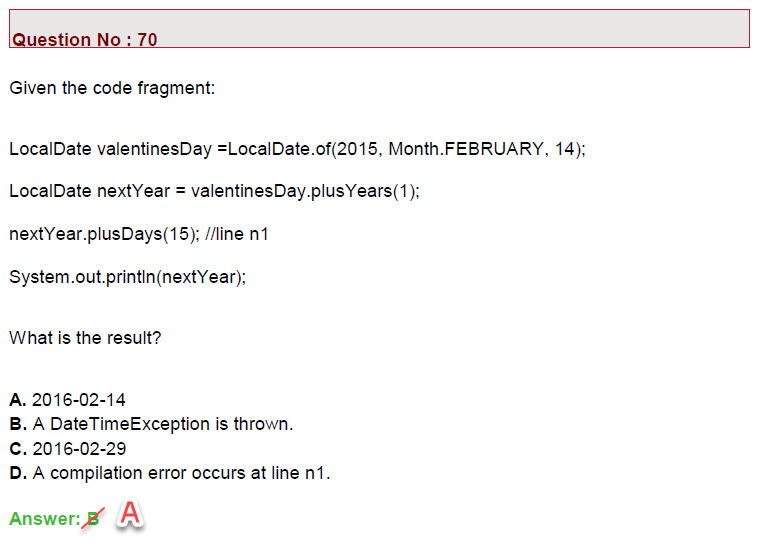 Question No : 70
Given the code fragment:
LocalDate valentinesDay =LocalDate.of(2015, Month.FEBRUARY, 14);
LocalDate nextYear = valentinesDay.plusYears(1);
nextYear.plusDays(15); //line n1
System.out.println(nextYear);
What is the result?
A. 2016-02-14
B. A DateTimeException is thrown.
C. 2016-02-29
D. A compilation error occurs at line n1.
Answer: B A